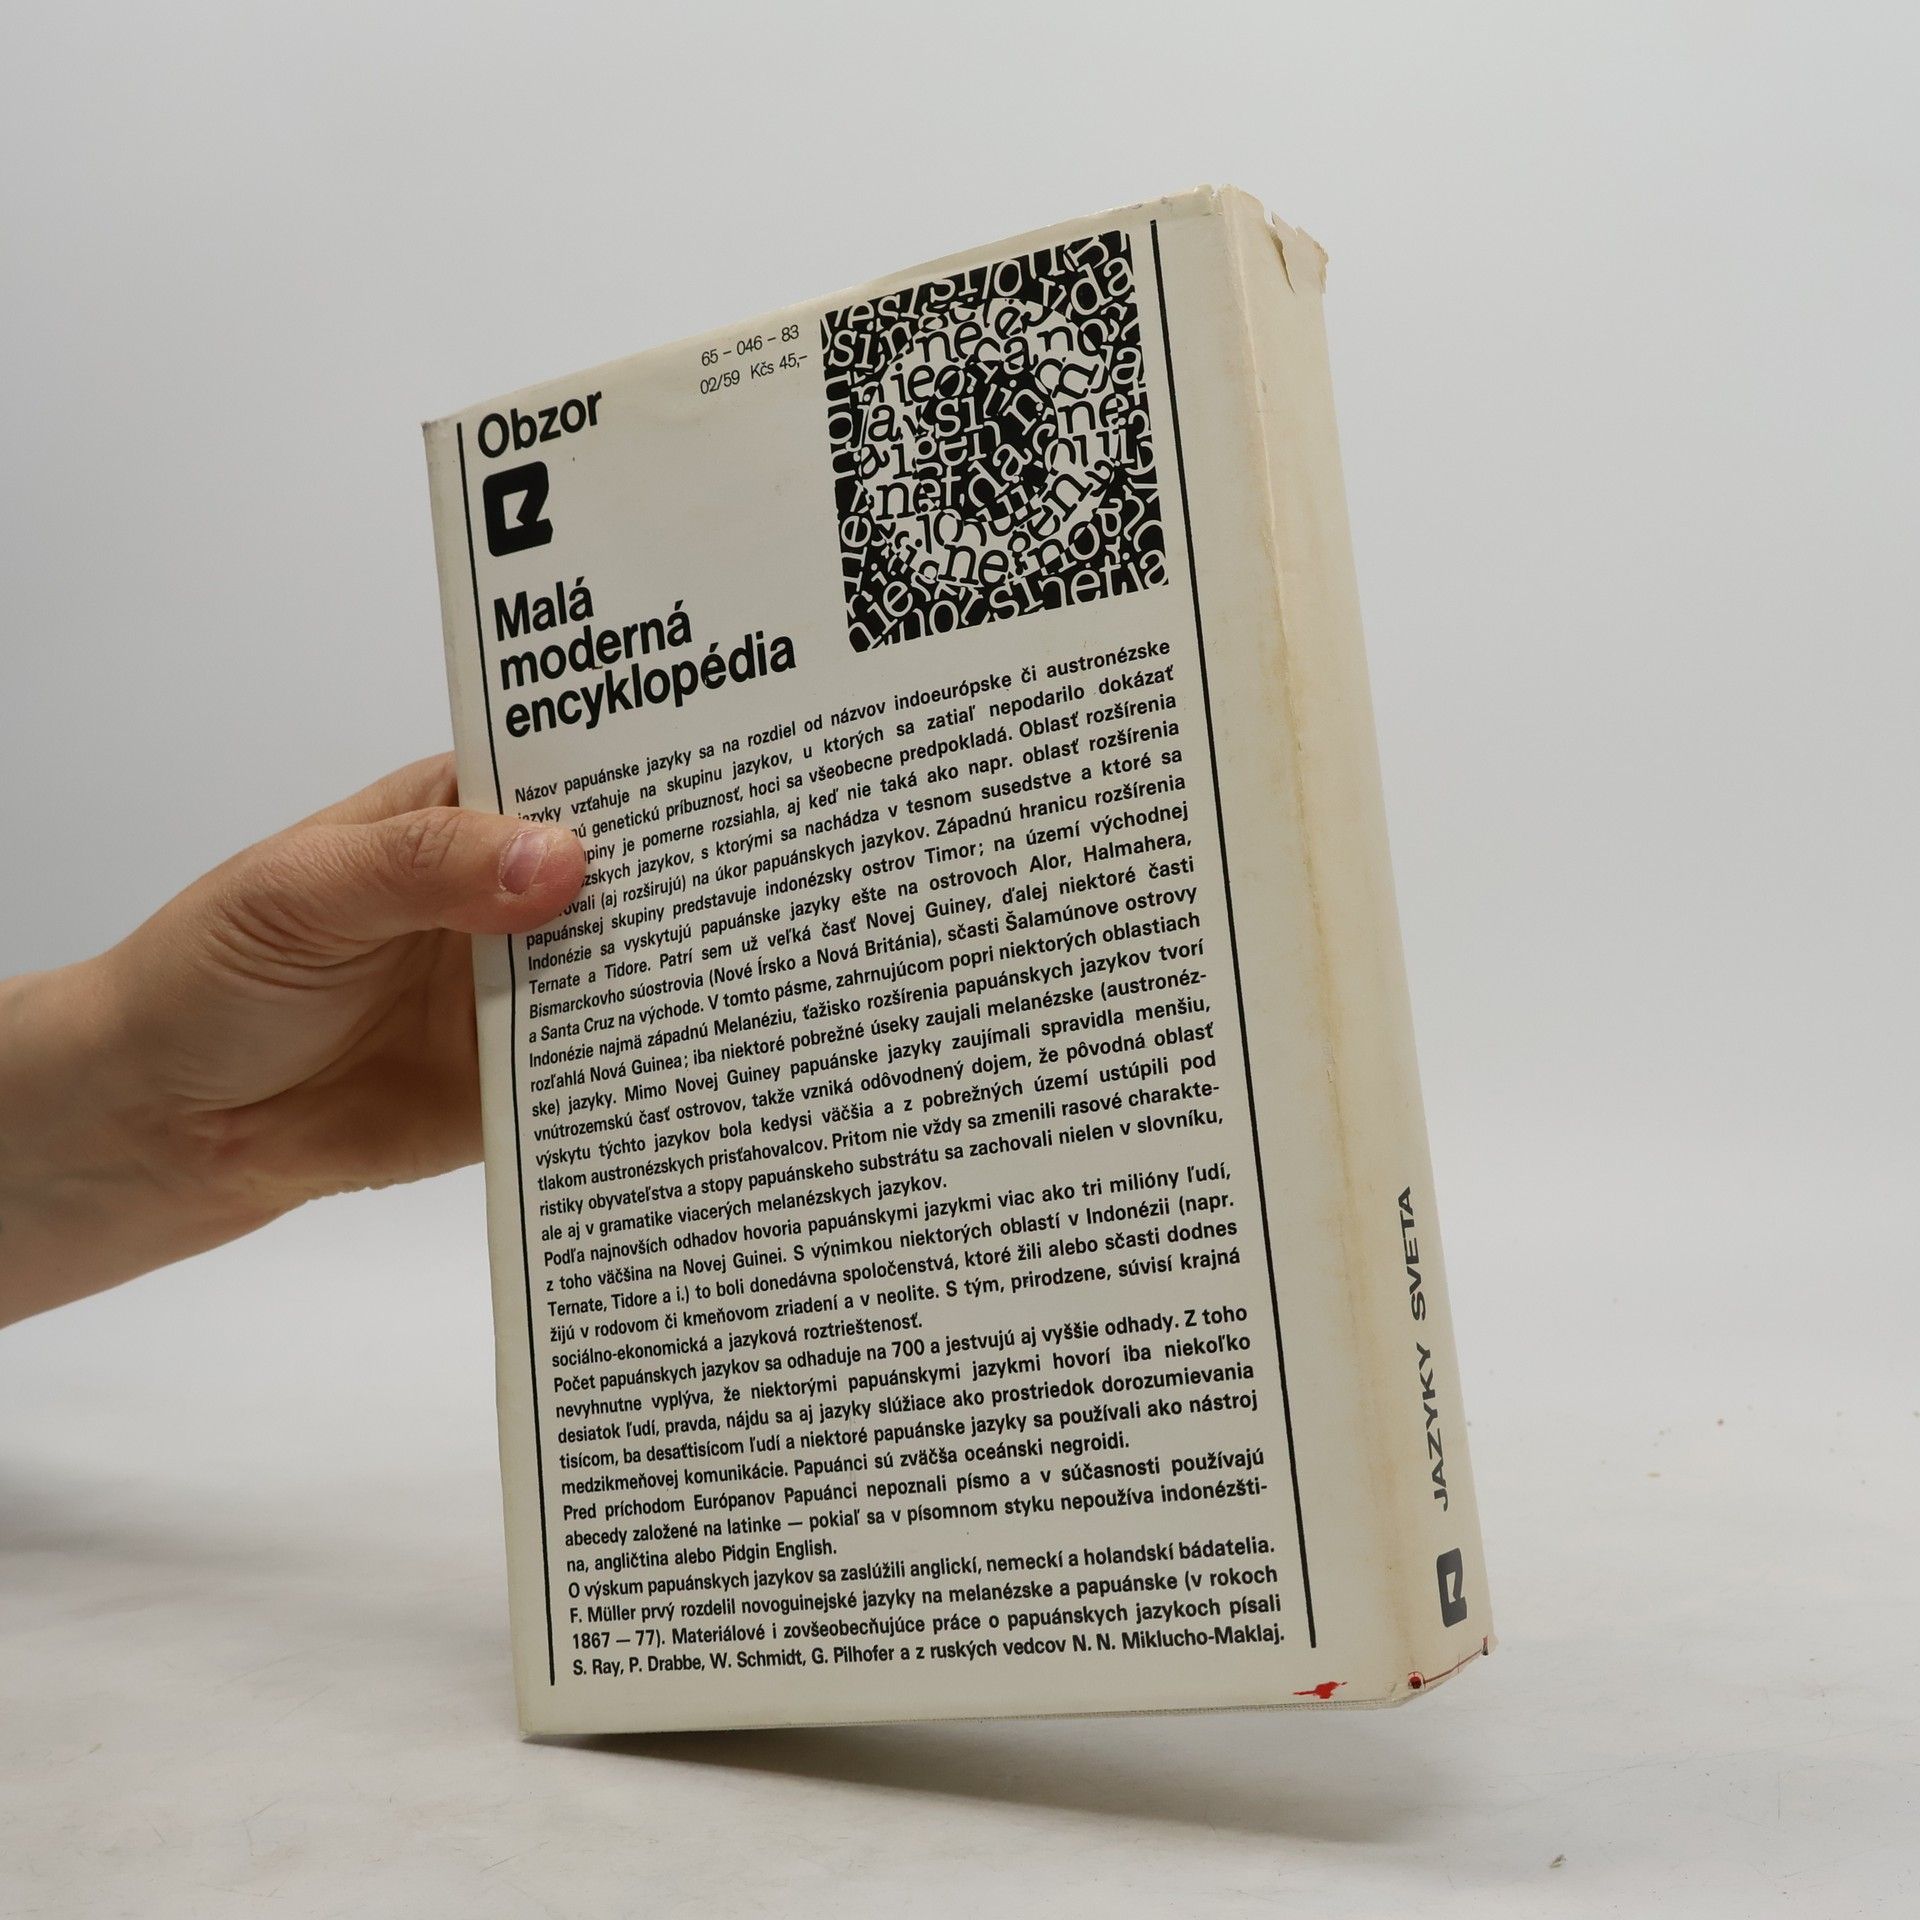 Obzor
65 - 046 - 83
02/59 Kčs 45,-
Malá
moderná
encyklopédia
Názov papuánske jazyky sa na rozdiel od názvov indoeurópske či austronézske
jazyky vzťahuje na skupinu jazykov, u ktorých sa zatiaľ nepodarilo dokázať
genetickú príbuznosť, hoci sa všeobecne predpokladá. Oblasť rozšírenia
je pomerne rozsiahla, aj keď nie taká ako napr. oblasť rozšírenia
jazykov, s ktorými sa nachádza v tesnom susedstve a ktoré sa
(aj rozširujú) na úkor papuánskych jazykov. Západnú hranicu rozšírenia
papuánskej skupiny predstavuje indonézsky ostrov Timor; na území východnej
Indonézie sa vyskytujú papuánske jazyky ešte na ostrovoch Alor, Halmahera,
Ternate a Tidore. Patrí sem už veľká časť Novej Guiney, ďalej niektoré časti
Bismarckovho súostrovia (Nové Írsko a Nová Británia), sčasti Šalamúnove ostrovy
a Santa Cruz na východe. V tomto pásme, zahrnujúcom popri niektorých oblastiach
Indonézie najmä západnú Melanéziu, ťažisko rozšírenia papuánskych jazykov tvorí
rozľahlá Nová Guinea; iba niektoré pobrežné úseky zaujali melanézske (austronéz-
ske) jazyky. Mimo Novej Guiney papuánske jazyky zaujímali spravidla menšiu,
vnútrozemskú časť ostrovov, takže vzniká odôvodnený dojem, že pôvodná oblasť
výskytu týchto jazykov bola kedysi väčšia a z pobrežných území ustúpili pod
tlakom austronézskych prisťahovalcov. Pritom nie vždy sa zmenili rasové charakte-
ristiky obyvateľstva a stopy papuánskeho substrátu sa zachovali nielen v slovníku,
ale aj v gramatike viacerých melanézskych jazykov.
Podľa najnovších odhadov hovoria papuánskymi jazykmi viac ako tri milióny ľudí,
z toho väčšina na Novej Guinei. S výnimkou niektorých oblastí v Indonézii (napr.
Ternate, Tidore a i.) to boli donedávna spoločenstvá, ktoré žili alebo sčasti dodnes
žijú v rodovom či kmeňovom zriadení a v neolite. S tým, prirodzene, súvisí krajná
sociálno-ekonomická a jazyková roztrieštenosť.
Počet papuánskych jazykov sa odhaduje na 700 a jestvujú aj vyššie odhady. Z toho
nevyhnutne vyplýva, že niektorými papuánskymi jazykmi hovorí iba niekoľko
desiatok ľudí, pravda, nájdu sa aj jazyky slúžiace ako prostriedok dorozumievania
tisícom, ba desaťtisícom ľudí a niektoré papuánske jazyky sa používali ako nástroj
medzikmeňovej komunikácie. Papuánci sú zväčša oceánski negroidi.
Pred príchodom Európanov Papuánci nepoznali písmo a v súčasnosti používajú
abecedy založené na latinke — pokiaľ sa v písomnom styku nepoužíva indonézšti-
na, angličtina alebo Pidgin English.
O výskum papuánskych jazykov sa zaslúžili anglickí, nemeckí a holandskí bádatelia.
F. Müller prvý rozdelil novoguinejské jazyky na melanézske a papuánske (v rokoch
1867 — 77). Materiálové i zovšeobecňujúce práce o papuánskych jazykoch písali
S. Ray, P. Drabbe, W. Schmidt, G. Pilhofer a z ruských vedcov N. N. Miklucho-Maklaj.
JAZYKY SVETA